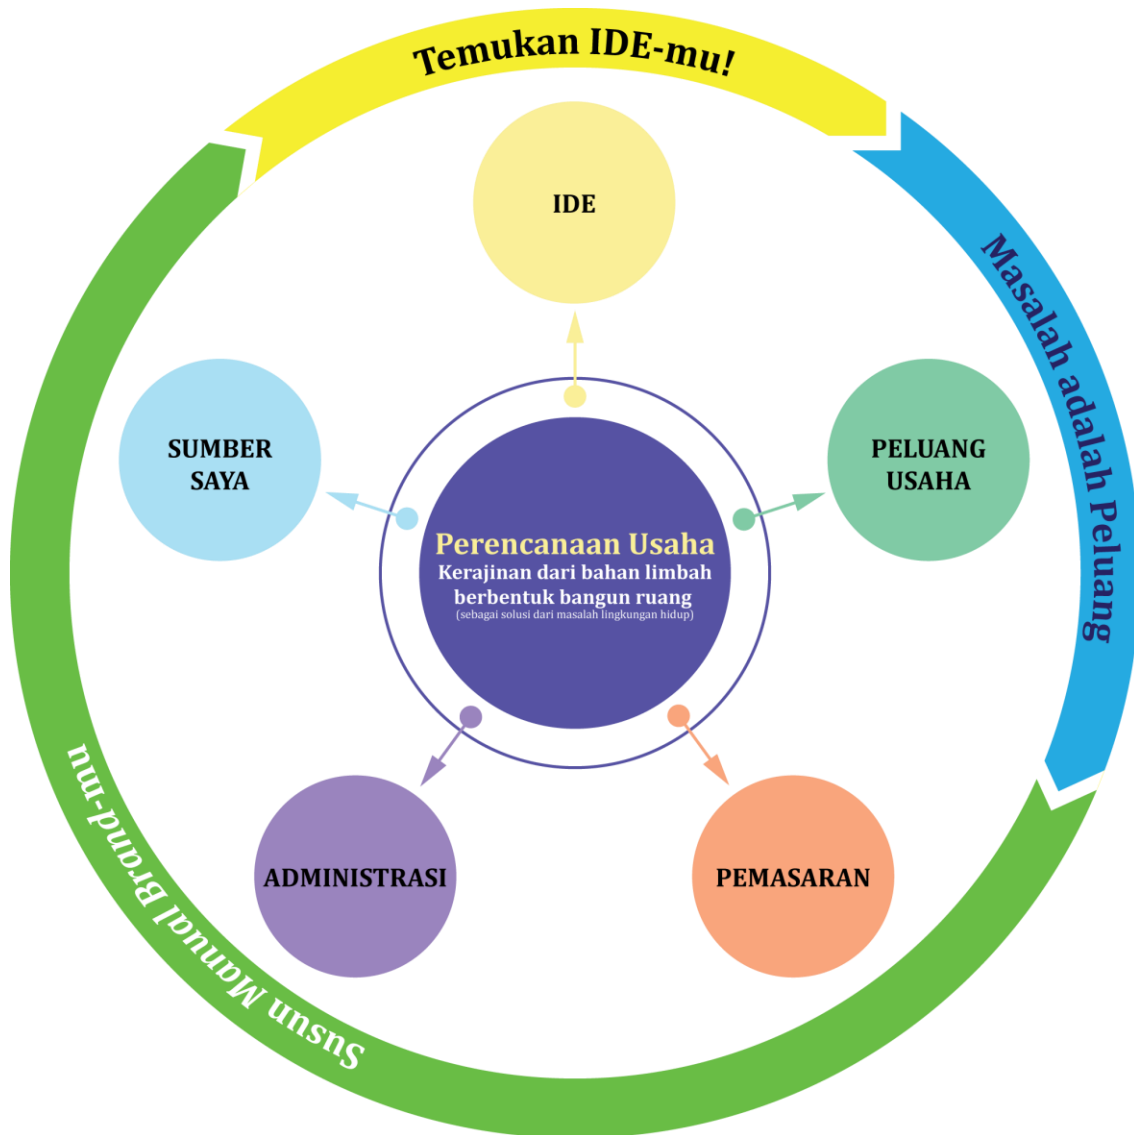 Temukan IDE-mu!
IDE
Masalah adalah Peluang
SUMBER
SAYA
PELUANG
USAHA
Perencanaan Usaha
Kerajinan dari bahan limbah
berbentuk bangun ruang
(sebagai solusi dari masalah lingkungan hidup)
ADMINISTRASI
PEMASARAN
Susun Manual Brand-mu